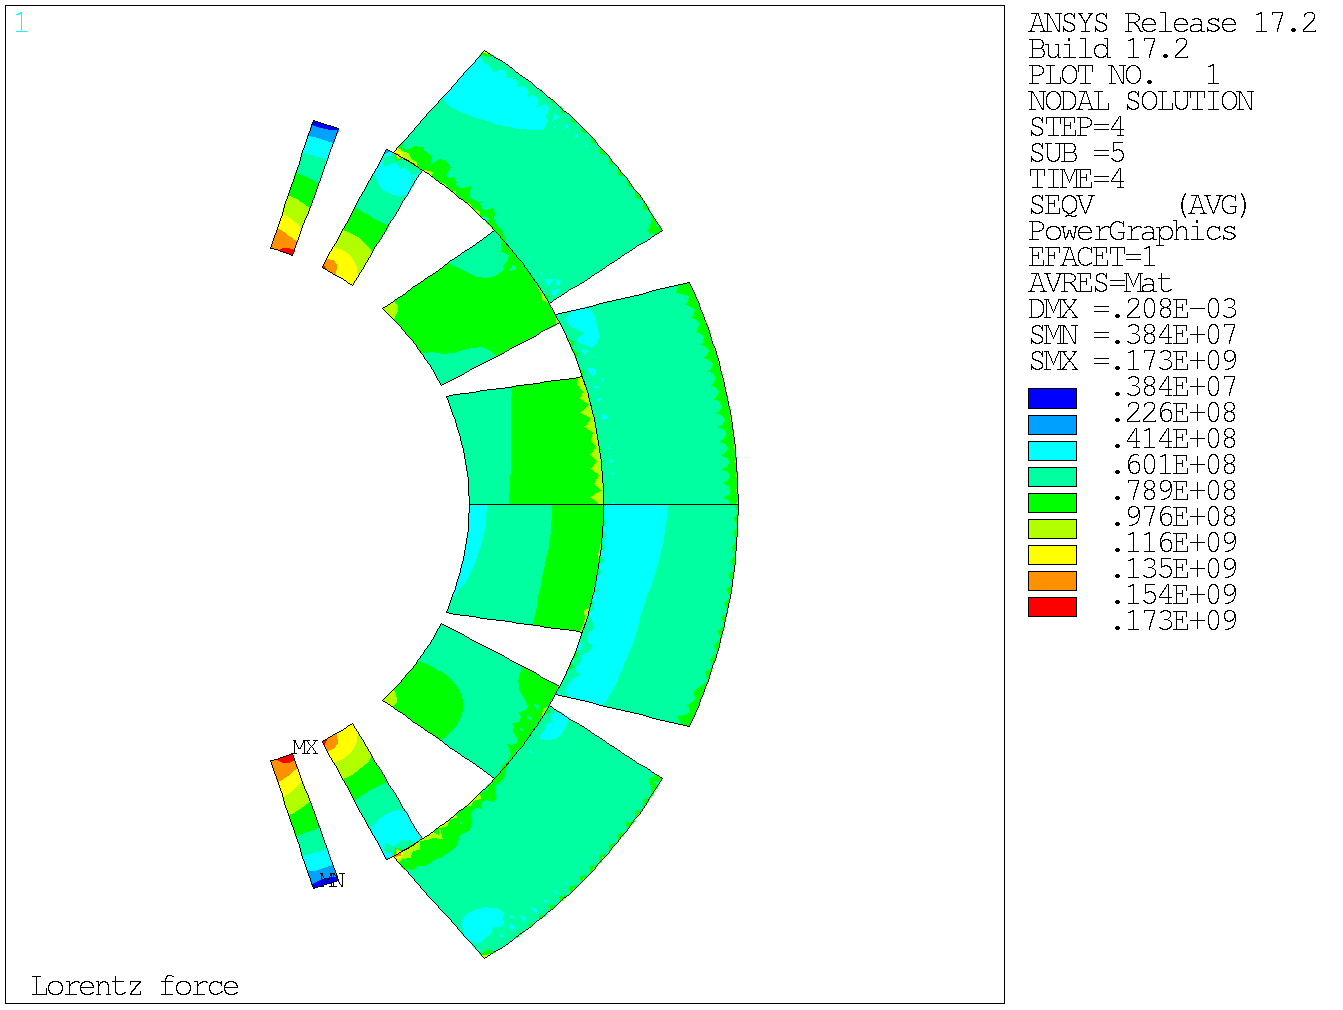 1
ANSYS Release 17.2
Build 17.2
PLOT NO.   1
NODAL SOLUTION
STEP=4
SUB =5
TIME=4
SEQV     (AVG)
PowerGraphics
EFACET=1
AVRES=Mat
DMX =.208E-03
SMN =.384E+07
SMX =.173E+09
.384E+07
.226E+08
.414E+08
.601E+08
.789E+08
.976E+08
.116E+09
.135E+09
.154E+09
.173E+09
MX
MN
Lorentz force